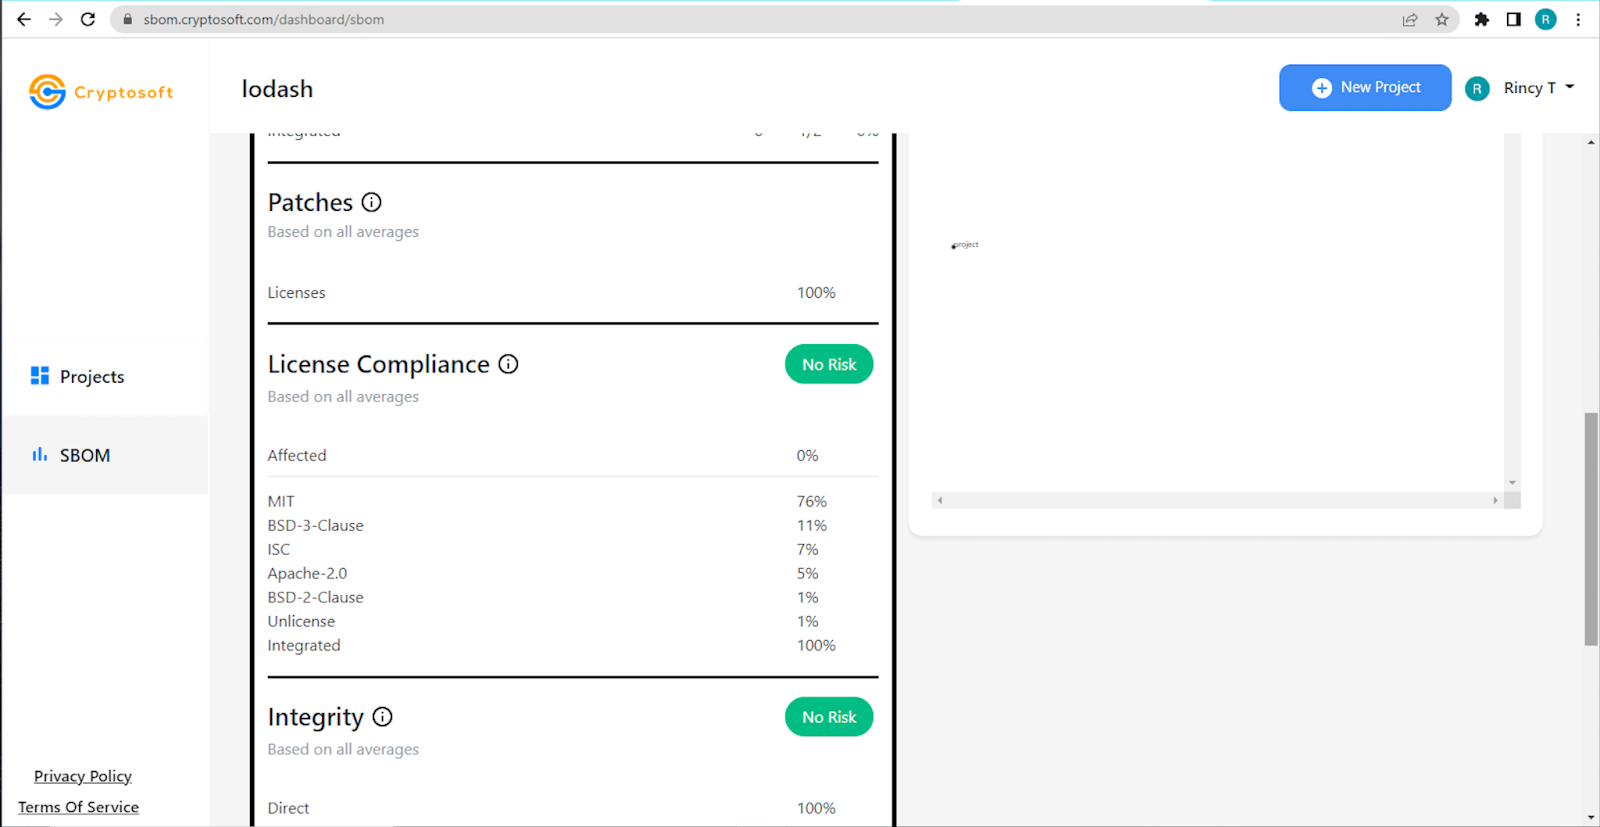 sbom.cryptosoft.com/dashboard/sbom
R
Cryptosoft
lodash
New Project
R
Rincy T
Integrated
Patches
Based on all averages
Licenses 100%
License Compliance No Risk
Based on all averages
Affected 0%
MIT 76%
BSD-3-Clause 11%
ISC 7%
Apache-2.0 5%
BSD-2-Clause 1%
Unlicense 1%
Integrated 100%
Integrity No Risk
Based on all averages
Direct 100%
project
Projects
SBOM
Privacy Policy
Terms Of Service